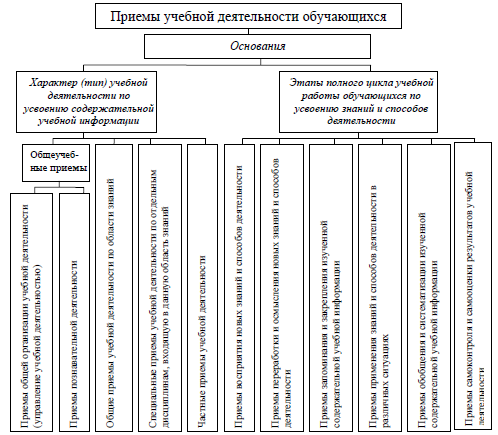 Приемы учебной деятельности обучающихся
Основания
Характер (тип) учебной
деятельности по
усвоению содержательной
учебной информации
Этапы полного цикла учебной
работы обучающихся по
усвоению знаний и способов
деятельности
Общеучеб-
ные приемы
Приемы общей организации учебной деятельности
(управление учебной деятельностью)
Приемы познавательной деятельности
Общие приемы учебной деятельности по области знаний
Специальные приемы учебной деятельности по отдельным
дисциплинам, входящую в данную область знаний
Частные приемы учебной деятельности
Приемы восприятия новых знаний и способов деятельности
Приемы переработки и осмысления новых знаний и способов
деятельности
Приемы запоминания и закрепления изученной
содержательной учебной информации
Приемы применения знаний и способов деятельности в
различных ситуациях
Приемы обобщения и систематизации изученной
содержательной учебной информации
Приемы самоконтроля и самооценки результатов учебной
деятельности